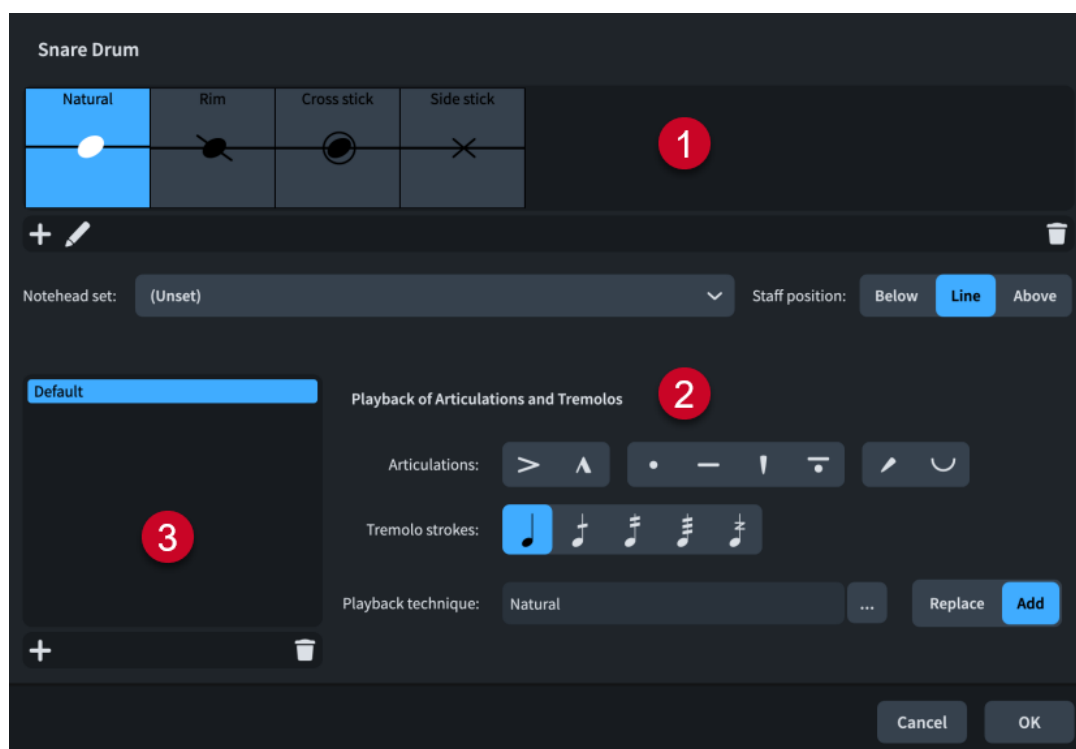 Snare Drum
Natural Rim Cross stick Side stick
1
Notehead set: (Unset) Staff position: Below Line Above
Default
Playback of Articulations and Tremolos 2
Articulations:
3 Tremolo strokes:
Playback technique: Natural ... Replace Add
Cancel OK